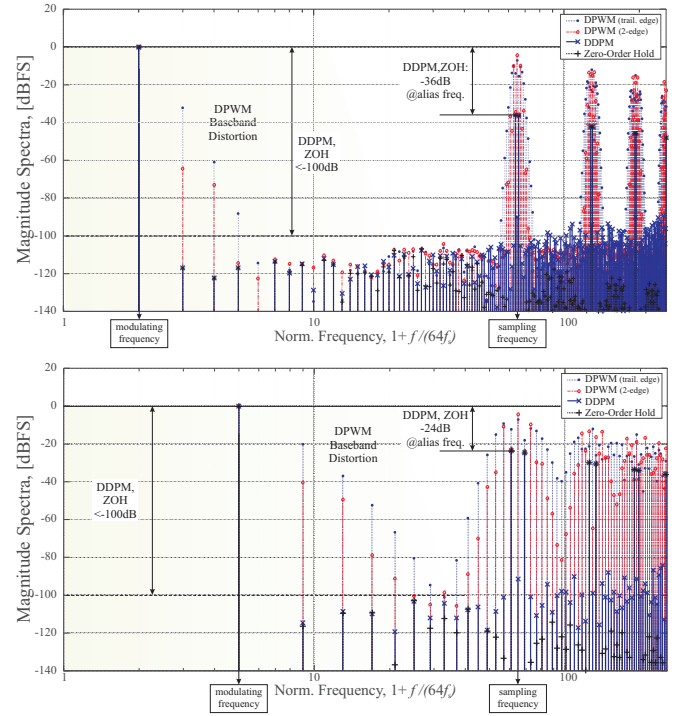 DPWM (trail. edge)
DPWM (2-edge)
DDPM
Zero-Order Hold
Magnitude Spectra, [dBFS]
20
0
-20
-40
-60
-80
-100
-120
-140
DPWM
Baseband
Distortion
DDPM,
ZOH
<-100dB
DDPM,ZOH:
-36dB
@alias freq.
1
10
100
modulating
frequency
Norm. Frequency, 1+ f/(64fs)
sampling
frequency
DPWM (trail. edge)
DPWM (2-edge)
DDPM
Zero-Order Hold
Magnitude Spectra, [dBFS]
20
0
-20
-40
-60
-80
-100
-120
-140
DDPM,
ZOH
<-100dB
DPWM
Baseband
Distortion
DDPM, ZOH
-24dB
@alias freq.
1
10
100
modulating
frequency
Norm. Frequency, 1+ f/(64fs)
sampling
frequency